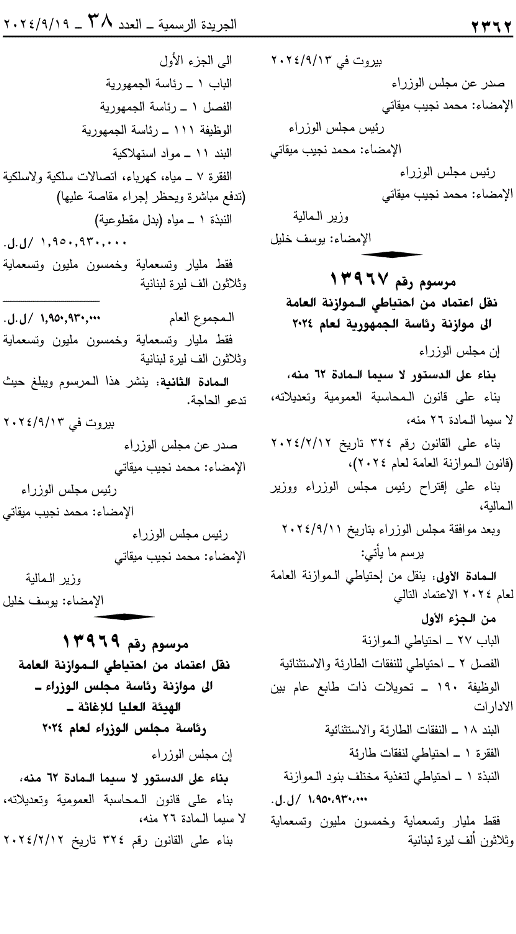 ٢٣٦٢
الجريدة الرسمية ـ العدد ٣٨ ـ ٢٠٢٤/٩/١٩
بيروت في ٢٠٢٤/٩/١٣
صدر عن مجلس الوزراء
الإمضاء: محمد نجيب ميقاتي
رئيس مجلس الوزراء
الإمضاء: محمد نجيب ميقاتي
رئيس مجلس الوزراء
الإمضاء: محمد نجيب ميقاتي
وزير المالية
الإمضاء: يوسف خليل
مرسوم رقم ١٣٩٦٧
نقل اعتماد من احتياطي الموازنة العامة
الى موازنة رئاسة الجمهورية لعام ٢٠٢٤
إن مجلس الوزراء
بناء على الدستور لا سيما المادة ٦٢ منه،
بناء على قانون المحاسبة العمومية وتعديلاته،
لا سيما المادة ٢٦ منه،
بناء على القانون رقم ٣٢٤ تاريخ ٢٠٢٤/٢/١٢
(قانون الموازنة العامة لعام ٢٠٢٤)،
بناء على إقتراح رئيس مجلس الوزراء ووزير
المالية،
وبعد موافقة مجلس الوزراء بتاريخ ٢٠٢٤/٩/١١
يرسم ما يأتي:
المادة الأولى: ينقل من إحتياطي الموازنة العامة
لعام ٢٠٢٤ الاعتماد التالي
من الجزء الأول
الباب ٢٧ ـ احتياطي الموازنة
الفصل ٢ ـ احتياطي للنفقات الطارئة والاستثنائية
الوظيفة ١٩٠ ـ تحويلات ذات طابع عام بين
الادارات
البند ١٨ ـ النفقات الطارئة والاستثنائية
الفقرة ١ ـ احتياطي لنفقات طارئة
النبذة ١ ـ احتياطي لتغذية مختلف بنود الموازنة
١،٩٥٠،٩٣٠،٠٠٠ /ل.ل.
فقط مليار وتسعماية وخمسون مليون وتسعماية
وثلاثون ألف ليرة لبنانية
الى الجزء الأول
الباب ١ ـ رئاسة الجمهورية
الفصل ١ ـ رئاسة الجمهورية
الوظيفة ١١١ ـ رئاسة الجمهورية
البند ١١ ـ مواد استهلاكية
الفقرة ٧ ـ مياه، كهرباء، اتصالات سلكية ولاسلكية
(تدفع مباشرة ويحظر إجراء مقاصة عليها)
النبذة ١ ـ مياه (بدل مقطوعية)
١،٩٥٠،٩٣٠،٠٠٠ /ل.ل.
فقط مليار وتسعماية وخمسون مليون وتسعماية
وثلاثون الف ليرة لبنانية
المجموع العام ١،٩٥٠،٩٣٠،٠٠٠ /ل.ل.
فقط مليار وتسعماية وخمسون مليون وتسعماية
وثلاثون الف ليرة لبنانية
المادة الثانية: ينشر هذا المرسوم ويبلغ حيث
تدعو الحاجة.
بيروت في ٢٠٢٤/٩/١٣
صدر عن مجلس الوزراء
الإمضاء: محمد نجيب ميقاتي
رئيس مجلس الوزراء
الإمضاء: محمد نجيب ميقاتي
رئيس مجلس الوزراء
الإمضاء: محمد نجيب ميقاتي
وزير المالية
الإمضاء: يوسف خليل
مرسوم رقم ١٣٩٦٩
نقل اعتماد من احتياطي الموازنة العامة
الى موازنة رئاسة مجلس الوزراء ـ
الهيئة العليا للإغاثة ـ
رئاسة مجلس الوزراء لعام ٢٠٢٤
إن مجلس الوزراء
بناء على الدستور لا سيما المادة ٦٢ منه،
بناء على قانون المحاسبة العمومية وتعديلاته،
لا سيما المادة ٢٦ منه،
بناء على القانون رقم ٣٢٤ تاريخ ٢٠٢٤/٢/١٢